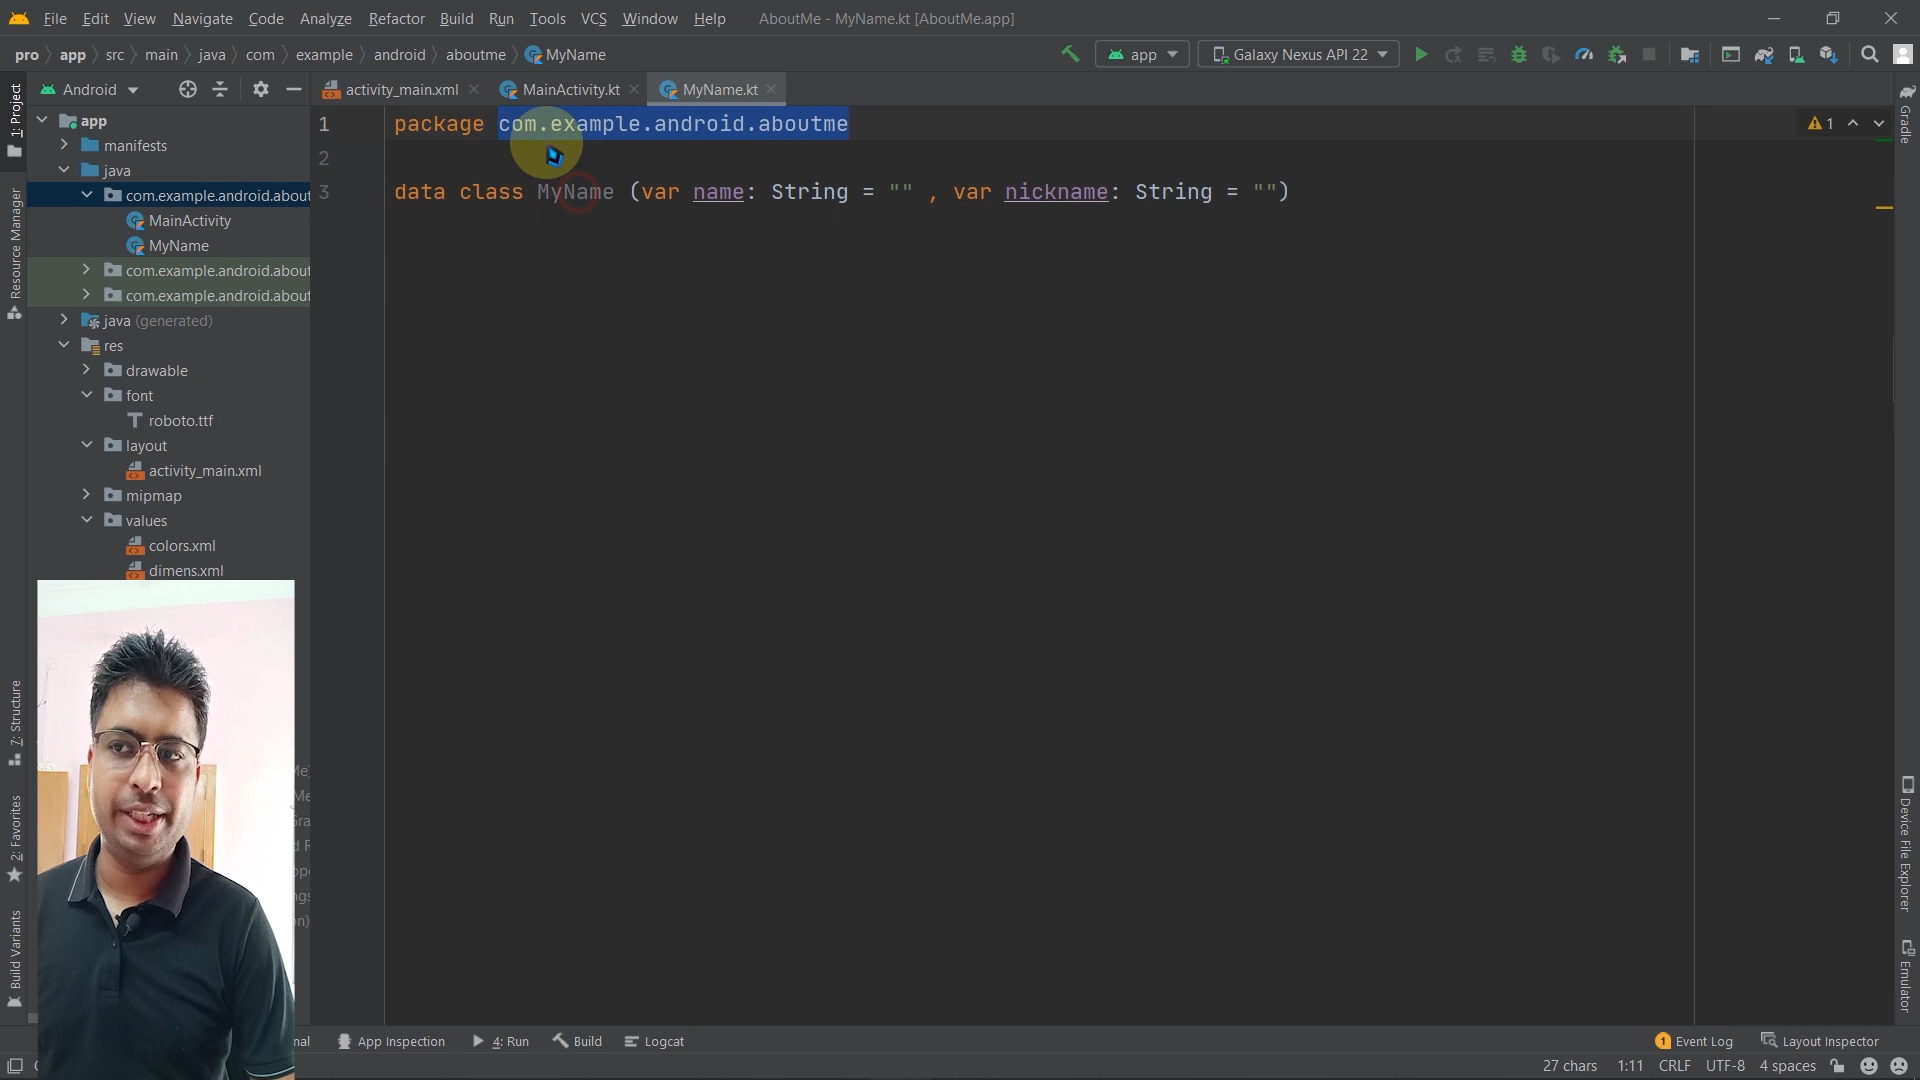 File Edit View Navigate Code Analyze Refactor Build Run Tools VCS Window Help AboutMe - MyName.kt [AboutMe.app]
pro app src main java com example android aboutme MyName app Galaxy Nexus API 22
Android activity_main.xml MainActivity.kt MyName.kt
1: Project
Resource Manager
7: Structure
2: Favorites
Build Variants
app
manifests
java
com.example.android.about
MainActivity
MyName
com.example.android.about
com.example.android.about
java (generated)
res
drawable
font
roboto.ttf
layout
activity_main.xml
mipmap
values
colors.xml
dimens.xml
1 package com.example.android.aboutme
2
3 data class MyName (var name: String = "" , var nickname: String = "")
1
Gradle
Device File Explorer
Emulator
App Inspection 4: Run Build Logcat 1 Event Log Layout Inspector
27 chars 1:11 CRLF UTF-8 4 spaces